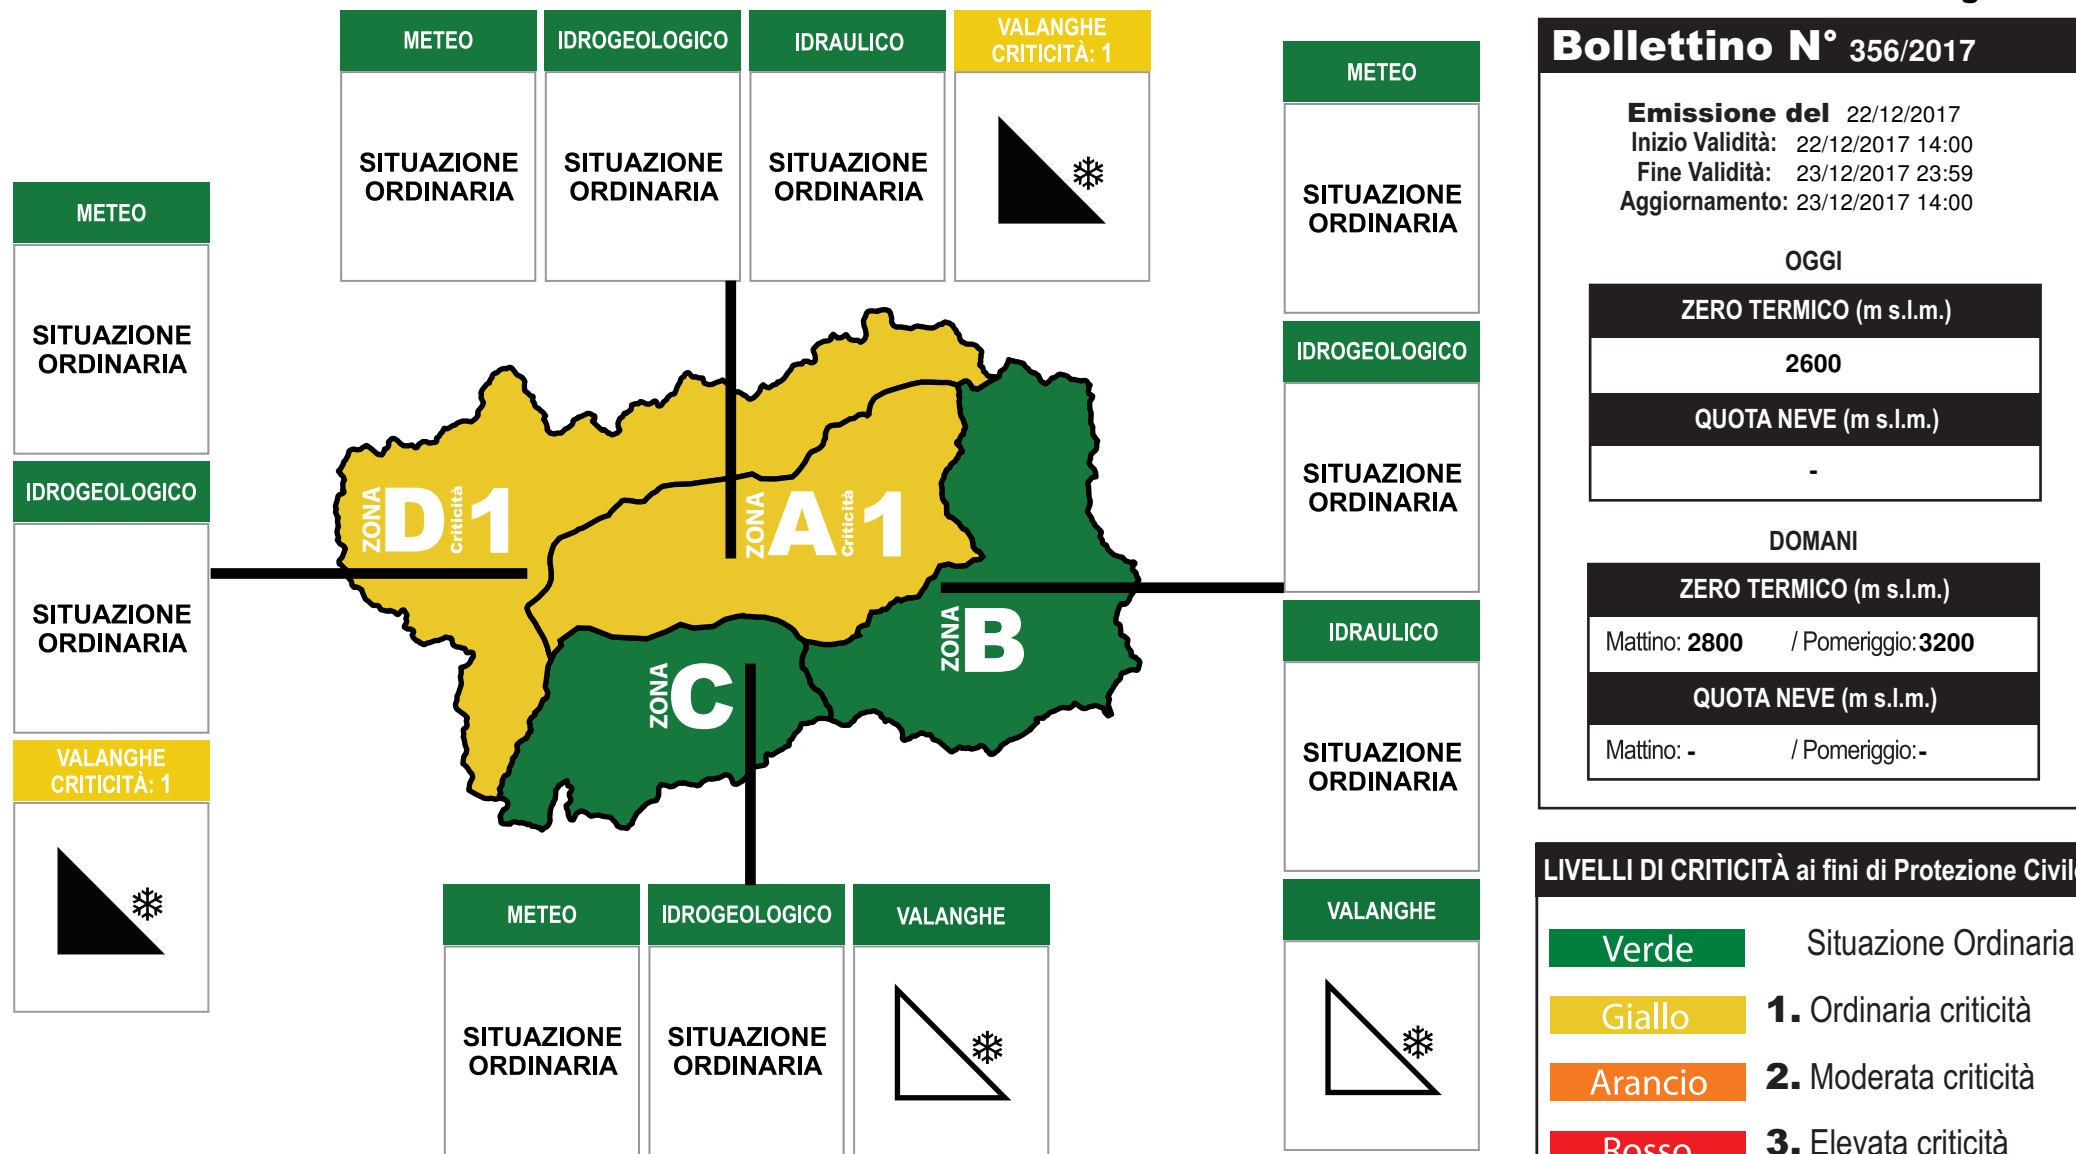 METEO
IDROGEOLOGICO
IDRAULICO
VALANGHE
CRITICITÀ: 1
SITUAZIONE
ORDINARIA
SITUAZIONE
ORDINARIA
SITUAZIONE
ORDINARIA
METEO
SITUAZIONE
ORDINARIA
IDROGEOLOGICO
SITUAZIONE
ORDINARIA
VALANGHE
CRITICITÀ: 1
ZONA D Criticità 1
ZONA A Criticità 1
ZONA B
ZONA C
METEO
SITUAZIONE
ORDINARIA
IDROGEOLOGICO
SITUAZIONE
ORDINARIA
IDRAULICO
SITUAZIONE
ORDINARIA
VALANGHE
METEO
IDROGEOLOGICO
VALANGHE
SITUAZIONE
ORDINARIA
SITUAZIONE
ORDINARIA
Bollettino N° 356/2017
Emissione del 22/12/2017
Inizio Validità: 22/12/2017 14:00
Fine Validità: 23/12/2017 23:59
Aggiornamento: 23/12/2017 14:00
OGGI
ZERO TERMICO (m s.l.m.)
2600
QUOTA NEVE (m s.l.m.)
-
DOMANI
ZERO TERMICO (m s.l.m.)
Mattino: 2800 / Pomeriggio: 3200
QUOTA NEVE (m s.l.m.)
Mattino: - / Pomeriggio: -
LIVELLI DI CRITICITÀ ai fini di Protezione Civile
Verde Situazione Ordinaria
Giallo 1. Ordinaria criticità
Arancio 2. Moderata criticità
Rosso 3. Elevata criticità